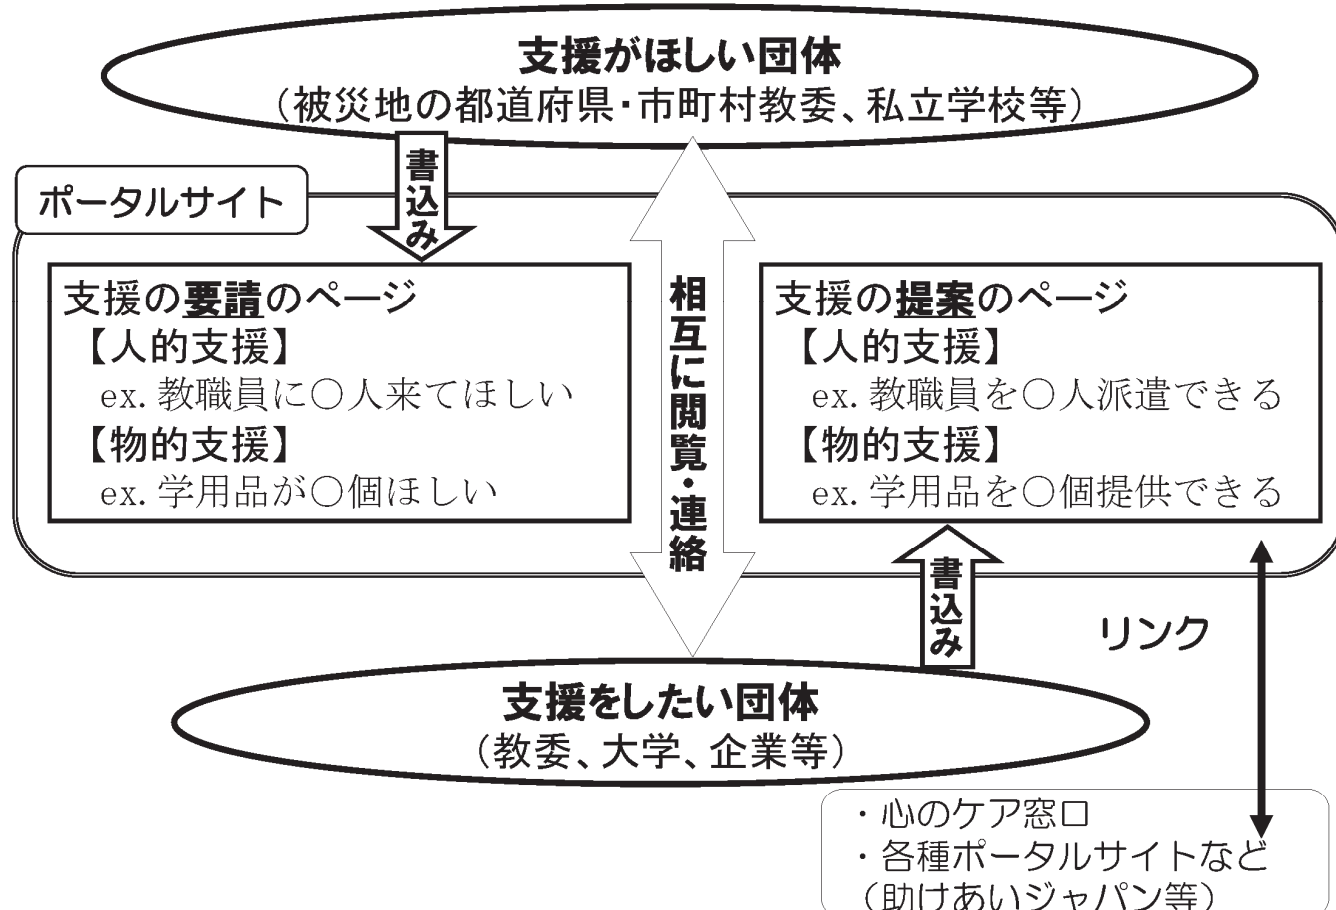 支援がほしい団体
（被災地の都道府県・市町村教委、私立学校等）
書込み
ポータルサイト
支援の要請のページ
【人的支援】
ex. 教職員に〇人来てほしい
【物的支援】
ex. 学用品が〇個ほしい
相互に閲覧・連絡
支援の提案のページ
【人的支援】
ex. 教職員を〇人派遣できる
【物的支援】
ex. 学用品を〇個提供できる
書込み
リンク
支援をしたい団体
（教委、大学、企業等）
・心のケア窓口
・各種ポータルサイトなど
（助けあいジャパン等）